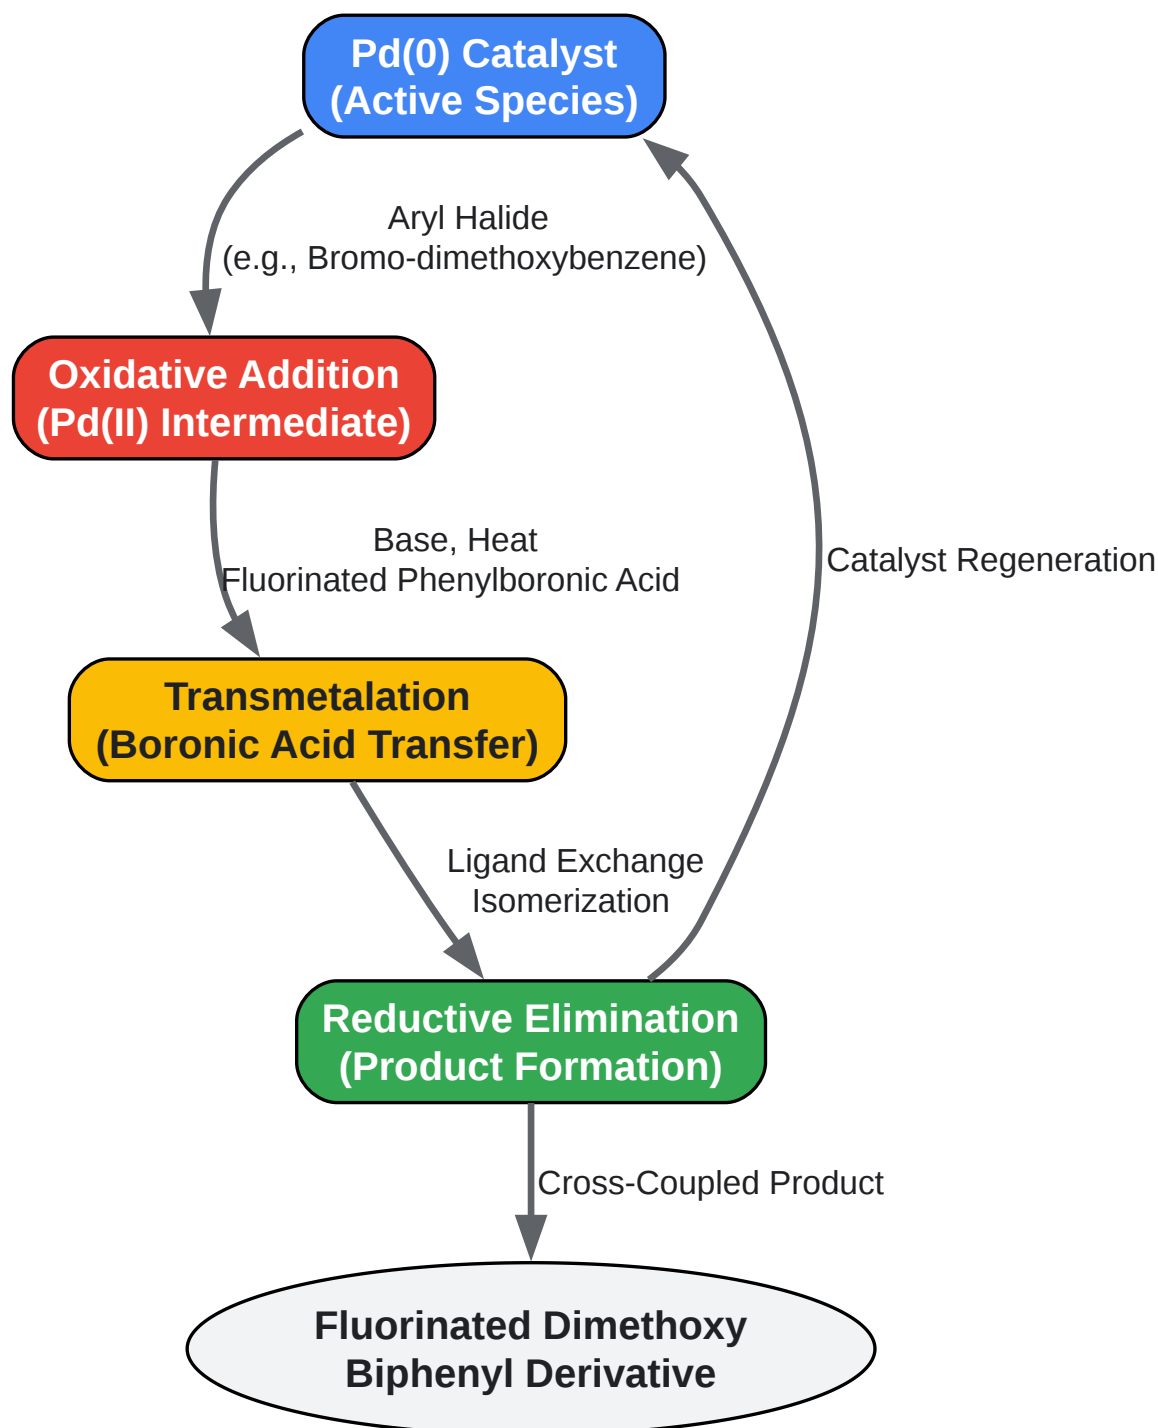 Pd(0) Catalyst
(Active Species)
Aryl Halide
(e.g., Bromo-dimethoxybenzene)
Oxidative Addition
(Pd(II) Intermediate)
Base, Heat
Fluorinated Phenylboronic Acid
Catalyst Regeneration
Transmetalation
(Boronic Acid Transfer)
Ligand Exchange
Isomerization
Reductive Elimination
(Product Formation)
Cross-Coupled Product
Fluorinated Dimethoxy
Biphenyl Derivative